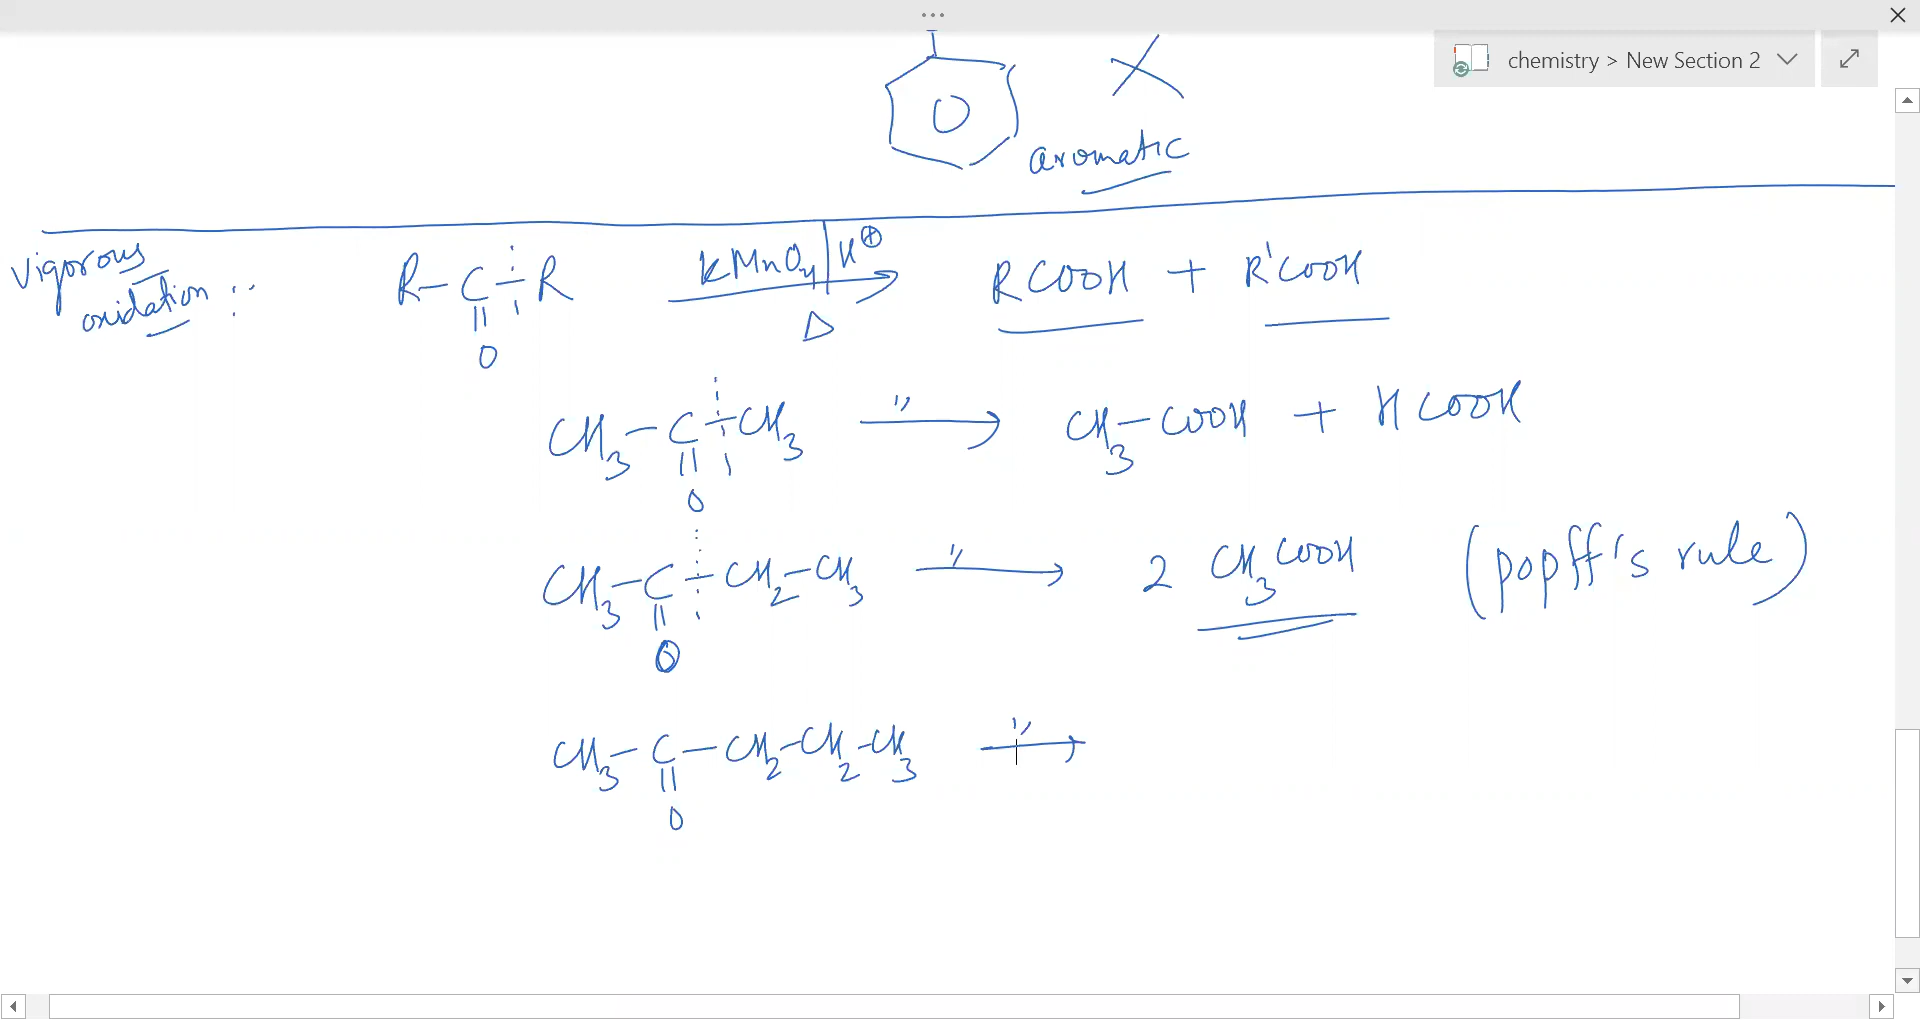 chemistry > New Section 2
aromatic
Vigorous oxidation :-
R-C-R KMnO4 | H⊕ RCOOH + R'COOH
|| Δ
O
CH3-C-CH3 〃 CH3-COOH + HCOOH
||
O
CH3-C-CH2-CH3 〃 2 CH3COOH (popff's rule)
||
O
CH3-C-CH2-CH2-CH3 〃
||
O